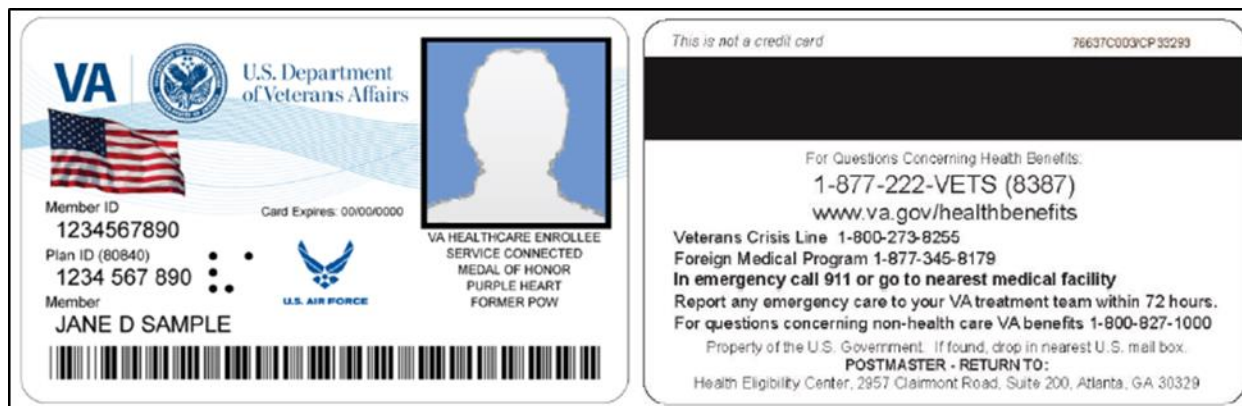 VA
U.S. Department
of Veterans Affairs
Member ID
1234567890
Card Expires: 00/00/0000
Plan ID (80840)
1234 567 890
Member
JANE D SAMPLE
U.S. AIR FORCE
VA HEALTHCARE ENROLLEE
SERVICE CONNECTED
MEDAL OF HONOR
PURPLE HEART
FORMER POW
This is not a credit card
76637C003/CP33293
For Questions Concerning Health Benefits:
1-877-222-VETS (8387)
www.va.gov/healthbenefits
Veterans Crisis Line 1-800-273-8255
Foreign Medical Program 1-877-345-8179
In emergency call 911 or go to nearest medical facility
Report any emergency care to your VA treatment team within 72 hours.
For questions concerning non-health care VA benefits 1-800-827-1000
Property of the U.S. Government. If found, drop in nearest U.S. mail box.
POSTMASTER - RETURN TO:
Health Eligibility Center, 2957 Clairmont Road, Suite 200, Atlanta, GA 30329